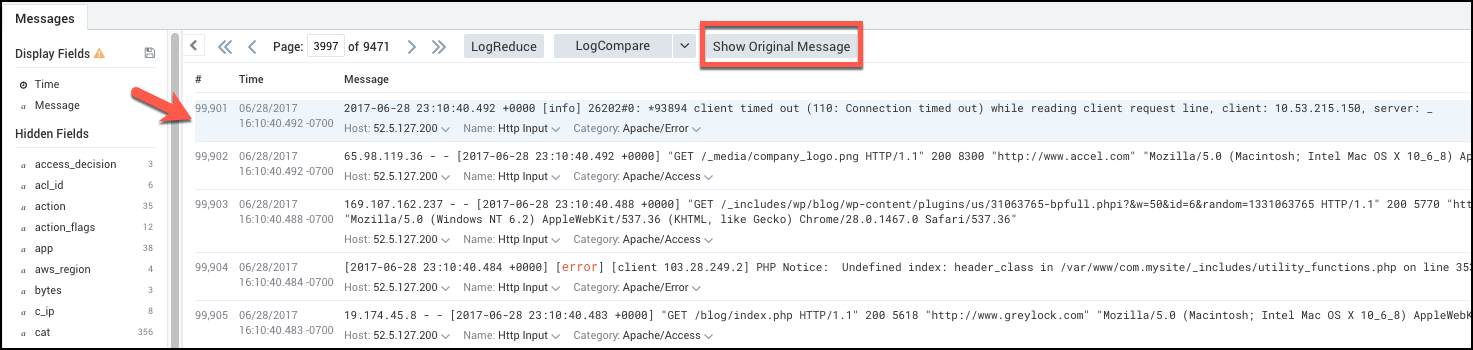 Messages
Display Fields
Time
Message
Hidden Fields
access_decision 3
acl_id 6
action 35
action_flags 12
app 38
aws_region 4
bytes 3
c_ip 8
cat 356
Page: 3997 of 9471 LogReduce LogCompare Show Original Message
# Time Message
99,901 06/28/2017 2017-06-28 23:10:40.492 +0000 [info] 26202#0: *93894 client timed out (110: Connection timed out) while reading client request line, client: 10.53.215.150, server: _
16:10:40.492 -0700 Host: 52.5.127.200 Name: Http Input Category: Apache/Error
99,902 06/28/2017 65.98.119.36 - - [2017-06-28 23:10:40.492 +0000] "GET /_media/company_logo.png HTTP/1.1" 200 8300 "http://www.accel.com" "Mozilla/5.0 (Macintosh; Intel Mac OS X 10_6_8) Ap
16:10:40.492 -0700 Host: 52.5.127.200 Name: Http Input Category: Apache/Access
99,903 06/28/2017 169.107.162.237 - - [2017-06-28 23:10:40.488 +0000] "GET /_includes/wp/blog/wp-content/plugins/us/31063765-bpfull.phpi?&w=50&id=6&random=1331063765 HTTP/1.1" 200 5770 "htt
16:10:40.488 -0700 "Mozilla/5.0 (Windows NT 6.2) AppleWebKit/537.36 (KHTML, like Gecko) Chrome/28.0.1467.0 Safari/537.36"
Host: 52.5.127.200 Name: Http Input Category: Apache/Access
99,904 06/28/2017 [2017-06-28 23:10:40.484 +0000] [error] [client 103.28.249.2] PHP Notice: Undefined index: header_class in /var/www/com.mysite/_includes/utility_functions.php on line 353
16:10:40.484 -0700 Host: 52.5.127.200 Name: Http Input Category: Apache/Error
99,905 06/28/2017 19.174.45.8 - - [2017-06-28 23:10:40.483 +0000] "GET /blog/index.php HTTP/1.1" 200 5618 "http://www.greylock.com" "Mozilla/5.0 (Macintosh; Intel Mac OS X 10_6_8) AppleWebK
16:10:40.483 -0700 Host: 52.5.127.200 Name: Http Input Category: Apache/Access